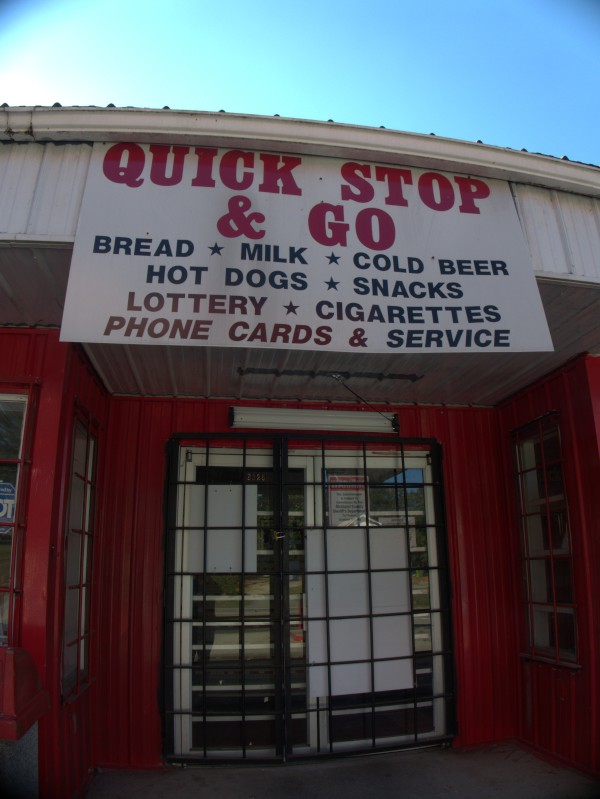 QUICK STOP
& GO
BREAD ★ MILK ★ COLD BEER
HOT DOGS ★ SNACKS
LOTTERY ★ CIGARETTES
PHONE CARDS & SERVICE